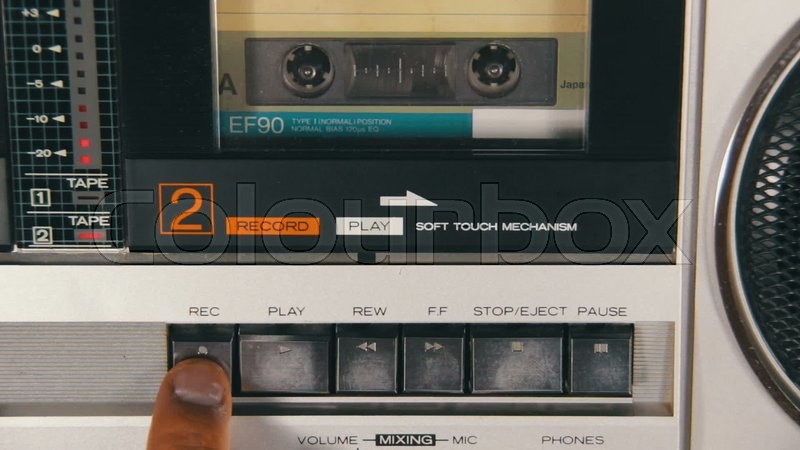 +3
0
-5
-10
-20
TAPE
1
TAPE
2
A
Japan
EF90 TYPE I (NORMAL) POSITION
NORMAL BIAS 120μs EQ
2 RECORD PLAY SOFT TOUCH MECHANISM
colourbox
REC PLAY REW F.F STOP/EJECT PAUSE
VOLUME MIXING MIC PHONES